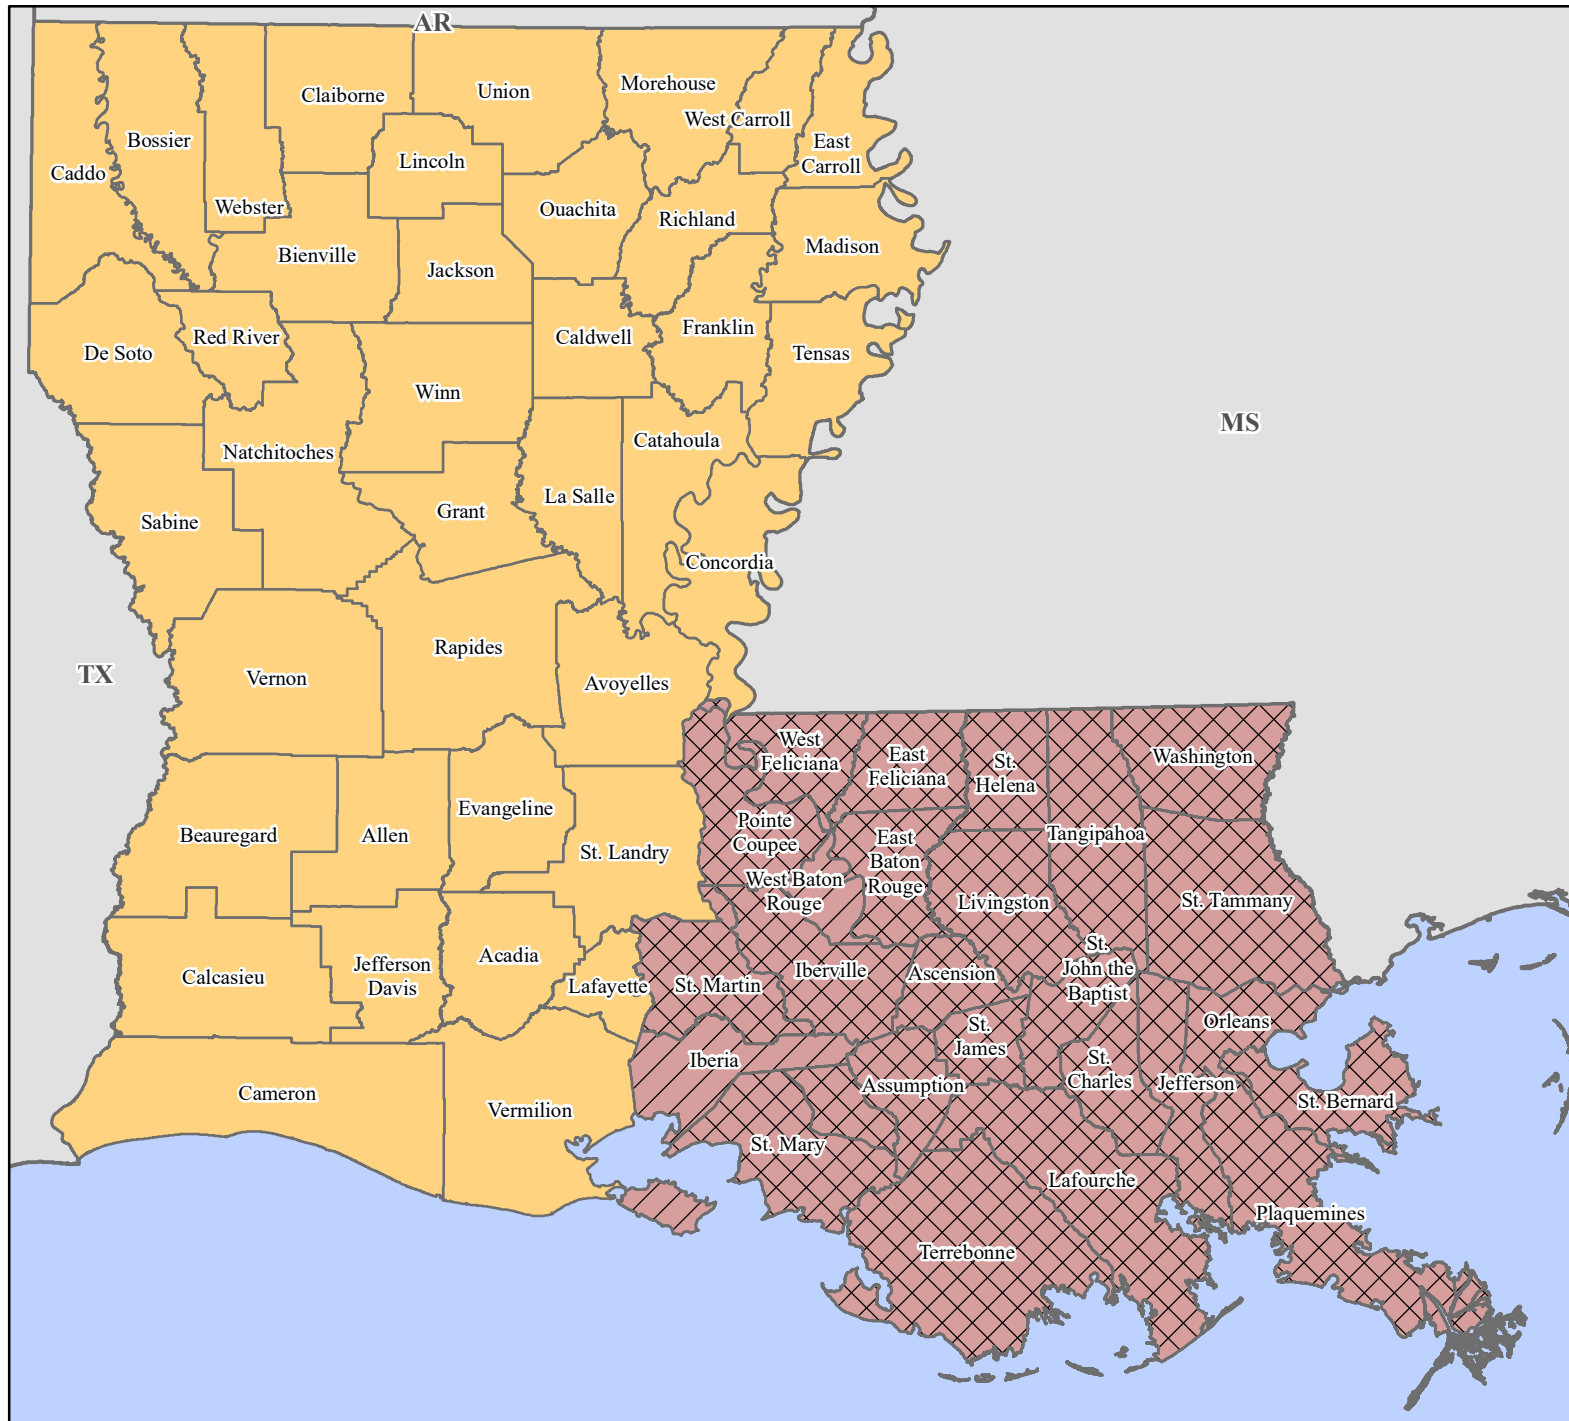 AR
Claiborne
Union
Morehouse
West Carroll
East
Carroll
Bossier
Caddo
Lincoln
Webster
Ouachita
Richland
Madison
Bienville
Jackson
Red River
De Soto
Caldwell
Franklin
Tensas
Winn
MS
Natchitoches
Catahoula
La Salle
Grant
Sabine
Concordia
Rapides
TX
Vernon
Avoyelles
West
Feliciana
East
Feliciana
St.
Helena
Washington
Evangeline
Beauregard
Allen
St. Landry
Pointe
Coupee
East
Baton
Rouge
Tangipahoa
West Baton
Rouge
Livingston
St. Tammany
Acadia
Jefferson
Davis
Calcasieu
Lafayette
St. Martin
Iberville
Ascension
St.
John the
Baptist
Orleans
St.
James
Iberia
St.
Charles
Assumption
Jefferson
Cameron
Vermilion
St. Bernard
St. Mary
Lafourche
Plaquemines
Terrebonne